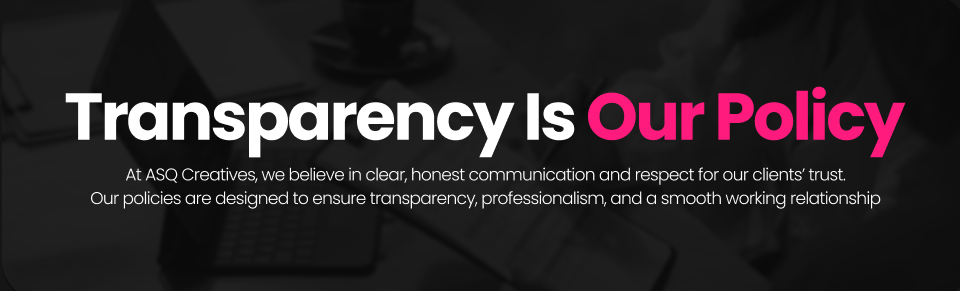 Transparency Is Our Policy
At ASQ Creatives, we believe in clear, honest communication and respect for our clients’ trust.
Our policies are designed to ensure transparency, professionalism, and a smooth working relationship